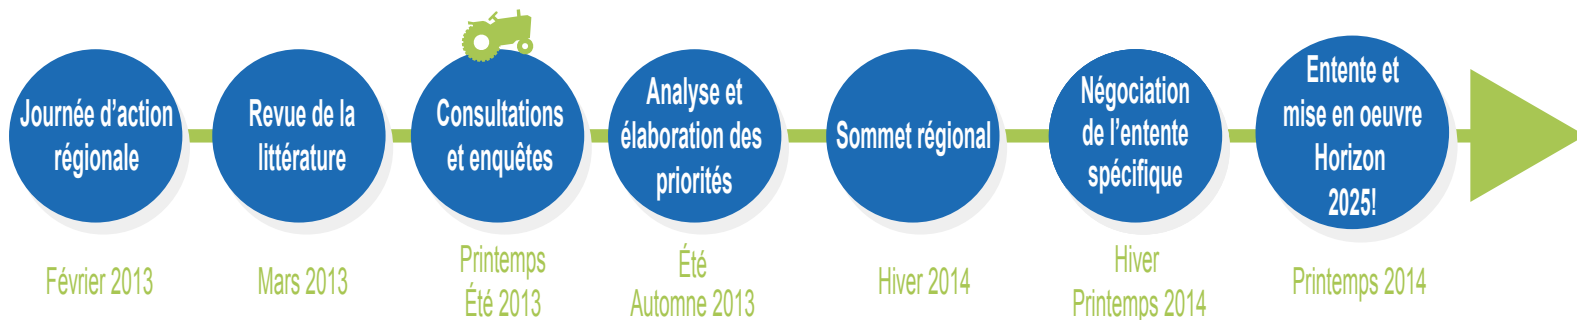 Journée d'action
régionale
Février 2013
Revue de la
littérature
Mars 2013
Consultations
et enquêtes
Printemps
Été 2013
Analyse et
élaboration des
priorités
Été
Automne 2013
Sommet régional
Hiver 2014
Négociation
de l'entente
spécifique
Hiver
Printemps 2014
Entente et
mise en oeuvre
Horizon
2025!
Printemps 2014